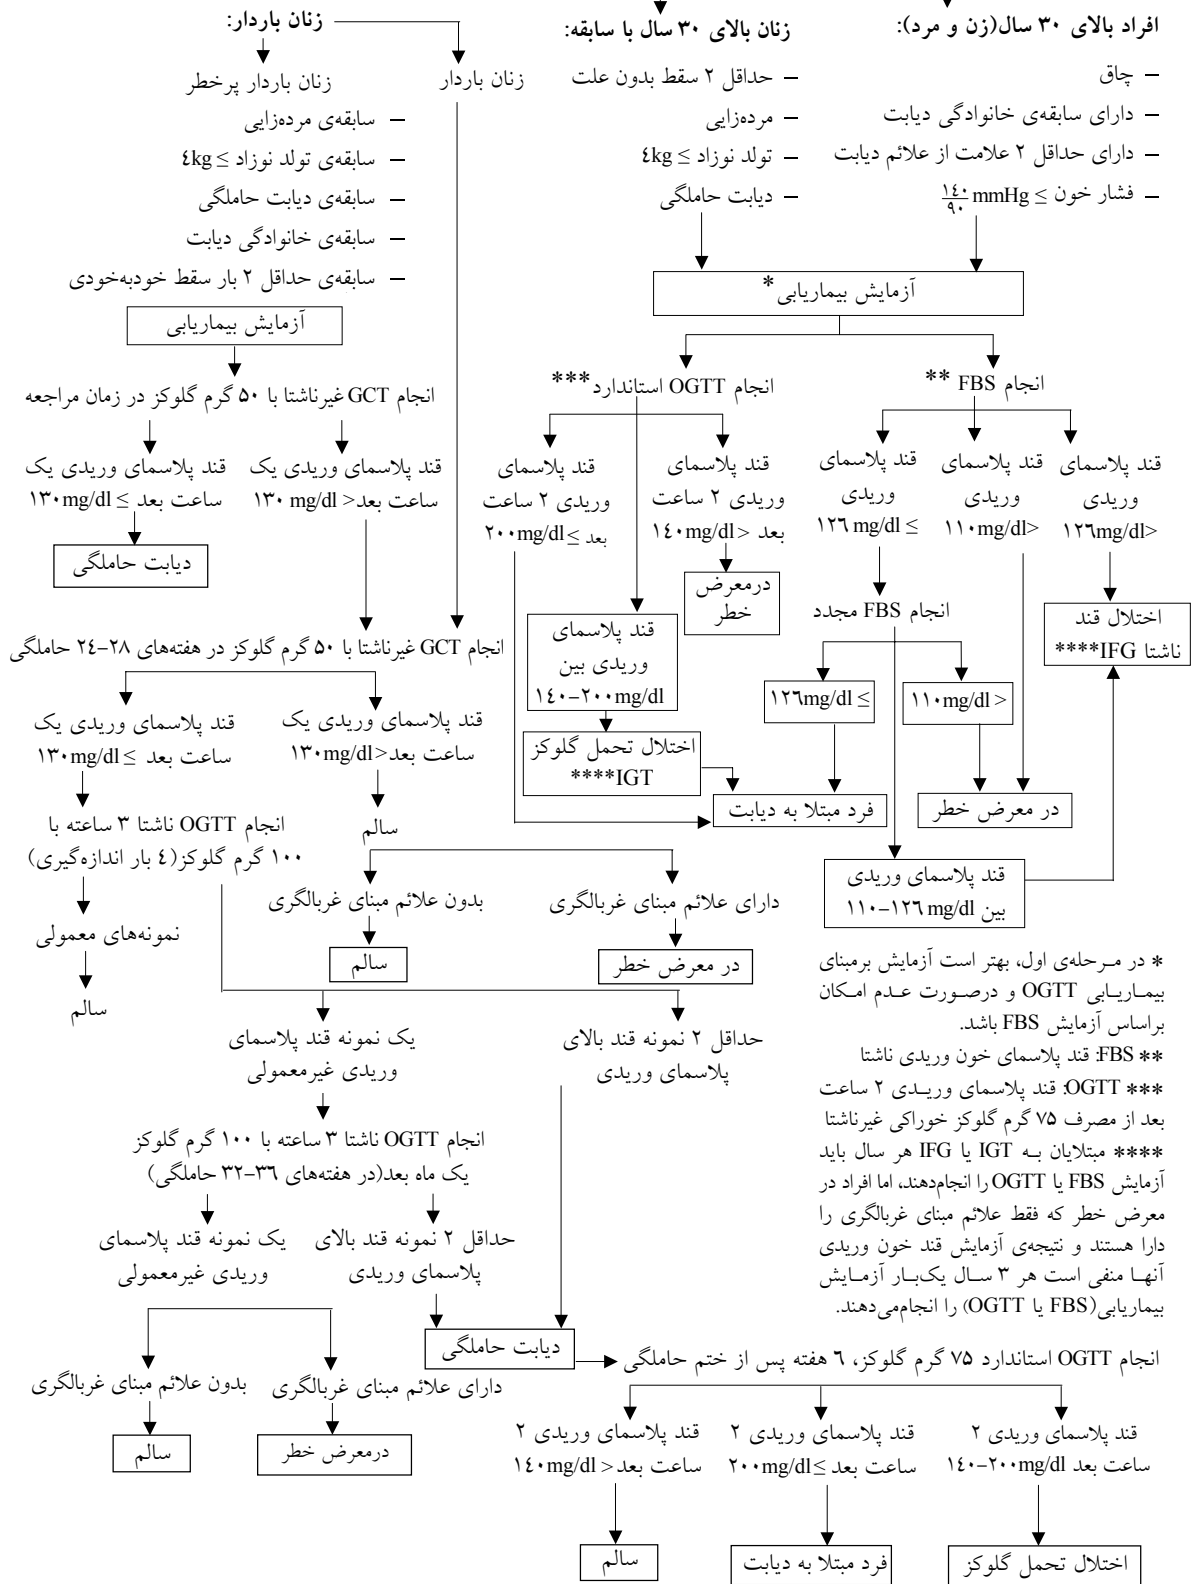 افراد بالای ۳۰ سال(زن و مرد):
– چاق
– دارای سابقه‌ی خانوادگی دیابت
– دارای حداقل ۲ علامت از علائم دیابت
– فشار خون ≥ ۱۴۰/۹۰ mmHg
زنان بالای ۳۰ سال با سابقه:
– حداقل ۲ سقط بدون علت
– مرده‌زایی
– تولد نوزاد ≥ ۴kg
– دیابت حاملگی
زنان باردار:
زنان باردار
زنان باردار پرخطر
– سابقه‌ی مرده‌زایی
– سابقه‌ی تولد نوزاد ≥ ۴kg
– سابقه‌ی دیابت حاملگی
– سابقه‌ی خانوادگی دیابت
– سابقه‌ی حداقل ۲ بار سقط خودبه‌خودی
آزمایش بیماریابی*
انجام FBS **
انجام OGTT استاندارد***
قند پلاسمای
وریدی
<۱۲۶mg/dl
قند پلاسمای
وریدی
<۱۱۰mg/dl
قند پلاسمای
وریدی
≥ ۱۲۶ mg/dl
قند پلاسمای
وریدی ۲ ساعت
بعد <۱۴۰mg/dl
قند پلاسمای
وریدی ۲ ساعت
بعد ≥۲۰۰mg/dl
اختلال قند
ناشتا IFG****
انجام FBS مجدد
درمعرض
خطر
قند پلاسمای
وریدی بین
۱۴۰-۲۰۰mg/dl
< ۱۱۰mg/dl
≥ ۱۲۶mg/dl
اختلال تحمل گلوکز
IGT****
در معرض خطر
فرد مبتلا به دیابت
قند پلاسمای وریدی
بین ۱۱۰-۱۲۶ mg/dl
آزمایش بیماریابی
انجام GCT غیرناشتا با ۵۰ گرم گلوکز در زمان مراجعه
قند پلاسمای وریدی یک
ساعت بعد< ۱۳۰ mg/dl
قند پلاسمای وریدی یک
ساعت بعد ≥ ۱۳۰mg/dl
دیابت حاملگی
انجام GCT غیرناشتا با ۵۰ گرم گلوکز در هفته‌های ۲۸-۲۴ حاملگی
قند پلاسمای وریدی یک
ساعت بعد<۱۳۰mg/dl
قند پلاسمای وریدی یک
ساعت بعد ≥۱۳۰mg/dl
سالم
انجام OGTT ناشتا ۳ ساعته با
۱۰۰ گرم گلوکز(۴ بار اندازه‌گیری)
دارای علائم مبنای غربالگری
بدون علائم مبنای غربالگری
نمونه‌های معمولی
در معرض خطر
سالم
سالم
حداقل ۲ نمونه قند بالای
پلاسمای وریدی
یک نمونه قند پلاسمای
وریدی غیرمعمولی
انجام OGTT ناشتا ۳ ساعته با ۱۰۰ گرم گلوکز
یک ماه بعد(در هفته‌های ۳۶-۳۲ حاملگی)
حداقل ۲ نمونه قند بالای
پلاسمای وریدی
یک نمونه قند پلاسمای
وریدی غیرمعمولی
دیابت حاملگی
دارای علائم مبنای غربالگری
بدون علائم مبنای غربالگری
درمعرض خطر
سالم
* در مرحله‌ی اول، بهتر است آزمایش برمبنای
بیماریابی OGTT و درصورت عدم امکان
براساس آزمایش FBS باشد.
** FBS: قند پلاسمای خون وریدی ناشتا
*** OGTT: قند پلاسمای وریدی ۲ ساعت
بعد از مصرف ۷۵ گرم گلوکز خوراکی غیرناشتا
**** مبتلایان به IGT یا IFG هر سال باید
آزمایش FBS یا OGTT را انجام‌دهند، اما افراد در
معرض خطر که فقط علائم مبنای غربالگری را
دارا هستند و نتیجه‌ی آزمایش قند خون وریدی
آنها منفی است هر ۳ سال یک‌بار آزمایش
بیماریابی(FBS یا OGTT) را انجام‌می‌دهند.
انجام OGTT استاندارد ۷۵ گرم گلوکز، ۶ هفته پس از ختم حاملگی
قند پلاسمای وریدی ۲
ساعت بعد ۱۴۰-۲۰۰mg/dl
قند پلاسمای وریدی ۲
ساعت بعد ≥۲۰۰mg/dl
قند پلاسمای وریدی ۲
ساعت بعد<۱۴۰mg/dl
اختلال تحمل گلوکز
فرد مبتلا به دیابت
سالم